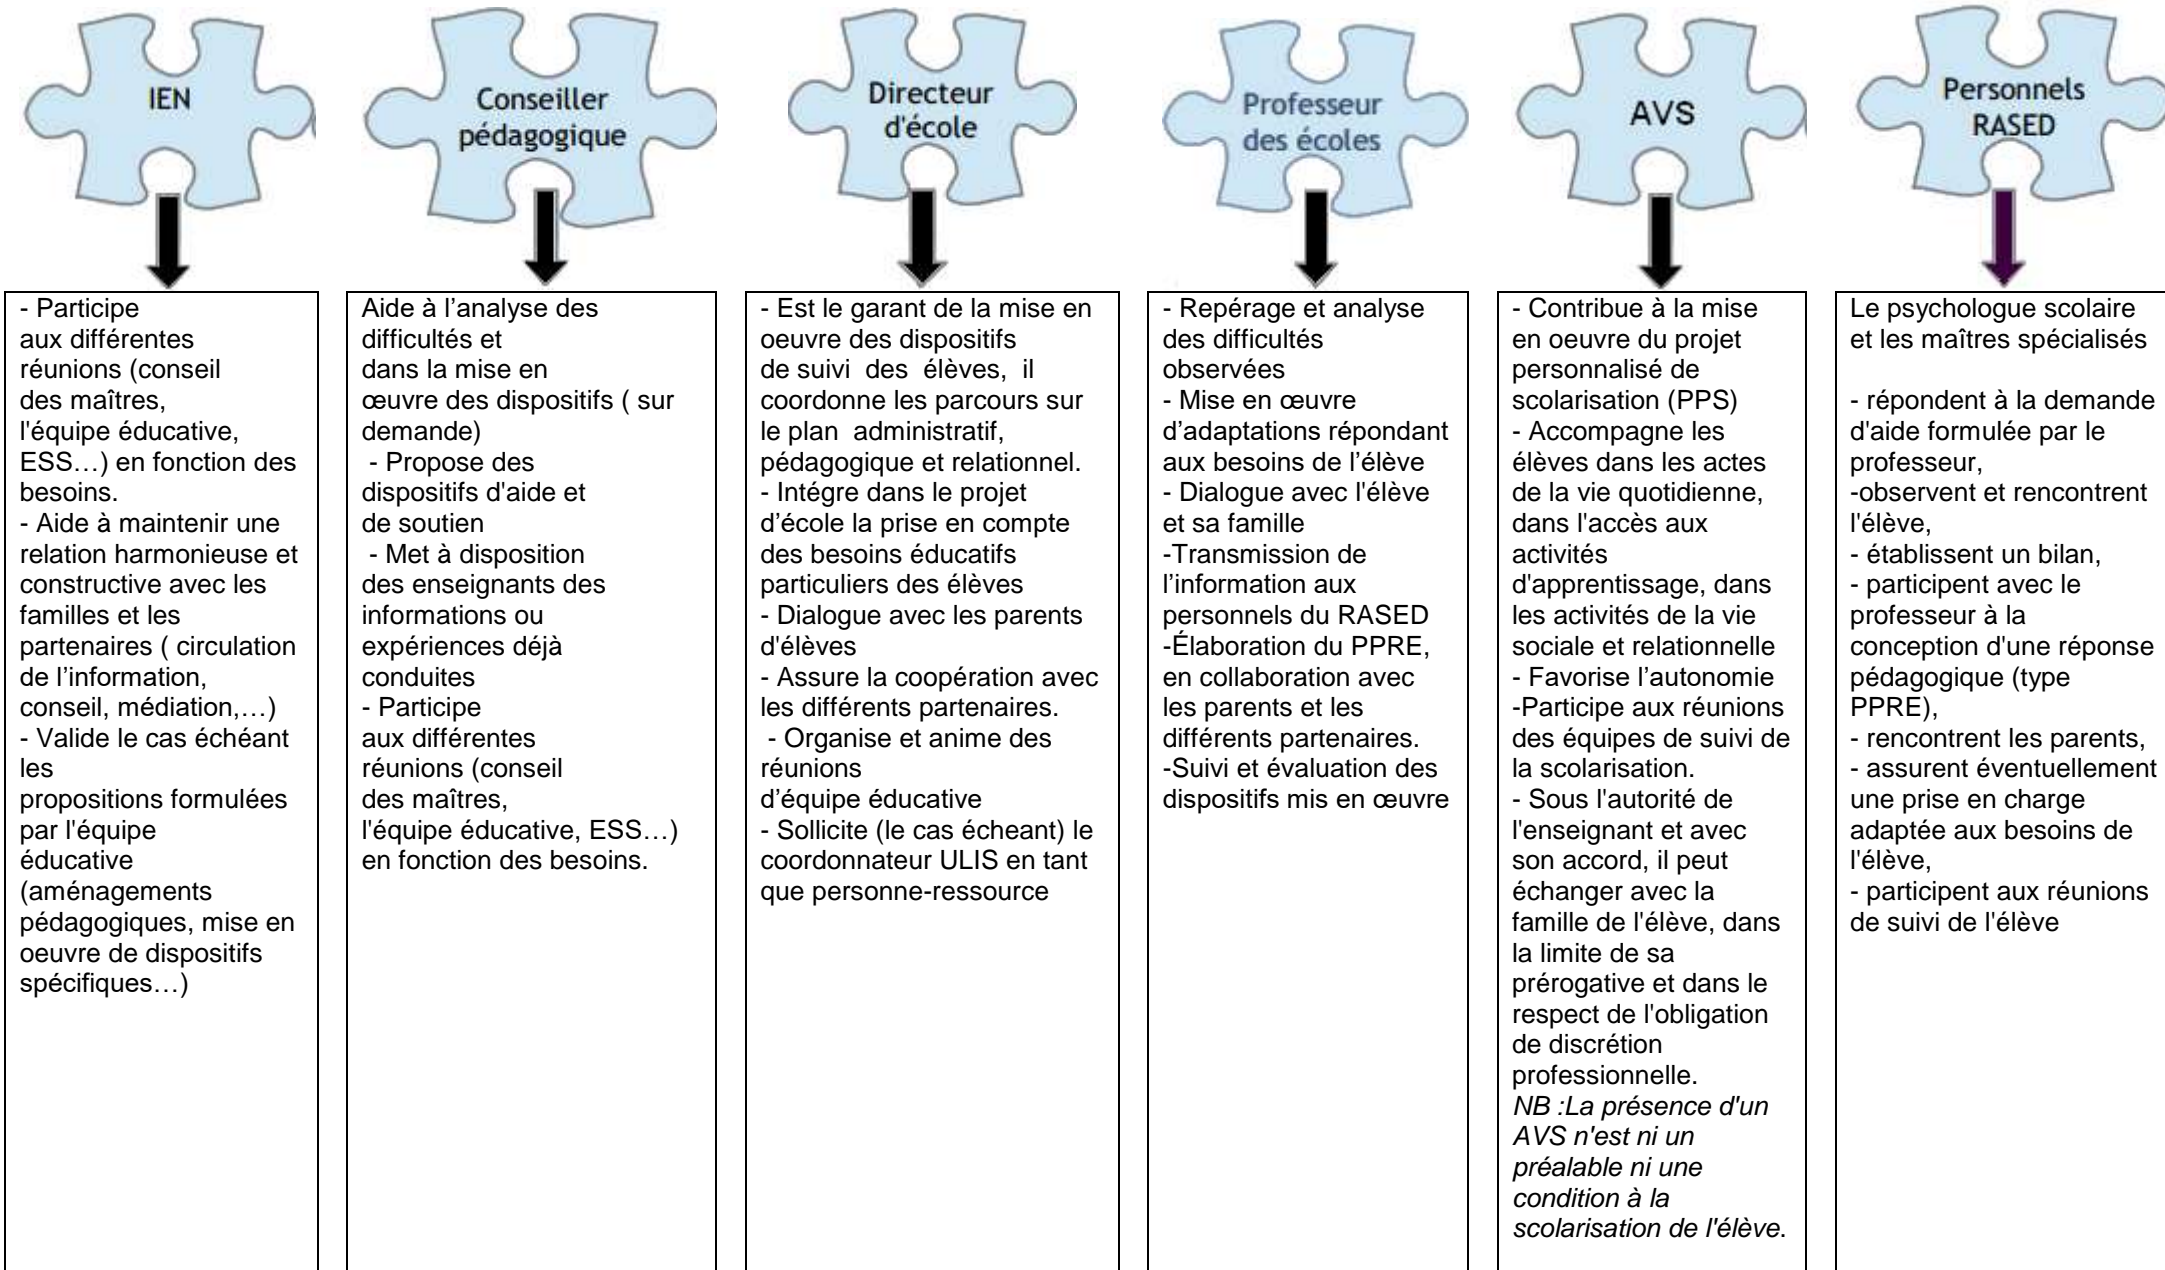 IEN
- Participe
aux différentes
réunions (conseil
des maîtres,
l'équipe éducative,
ESS…) en fonction des
besoins.
- Aide à maintenir une
relation harmonieuse et
constructive avec les
familles et les
partenaires ( circulation
de l’information,
conseil, médiation,…)
- Valide le cas échéant
les
propositions formulées
par l'équipe
éducative
(aménagements
pédagogiques, mise en
oeuvre de dispositifs
spécifiques…)
Conseiller
pédagogique
Aide à l’analyse des
difficultés et
dans la mise en
œuvre des dispositifs ( sur
demande)
- Propose des
dispositifs d'aide et
de soutien
- Met à disposition
des enseignants des
informations ou
expériences déjà
conduites
- Participe
aux différentes
réunions (conseil
des maîtres,
l'équipe éducative, ESS…)
en fonction des besoins.
Directeur
d'école
- Est le garant de la mise en
oeuvre des dispositifs
de suivi des élèves, il
coordonne les parcours sur
le plan administratif,
pédagogique et relationnel.
- Intégre dans le projet
d’école la prise en compte
des besoins éducatifs
particuliers des élèves
- Dialogue avec les parents
d'élèves
- Assure la coopération avec
les différents partenaires.
- Organise et anime des
réunions
d’équipe éducative
- Sollicite (le cas écheant) le
coordonnateur ULIS en tant
que personne-ressource
Professeur
des écoles
- Repérage et analyse
des difficultés
observées
- Mise en œuvre
d’adaptations répondant
aux besoins de l’élève
- Dialogue avec l'élève
et sa famille
-Transmission de
l’information aux
personnels du RASED
-Élaboration du PPRE,
en collaboration avec
les parents et les
différents partenaires.
-Suivi et évaluation des
dispositifs mis en œuvre
AVS
- Contribue à la mise
en oeuvre du projet
personnalisé de
scolarisation (PPS)
- Accompagne les
élèves dans les actes
de la vie quotidienne,
dans l'accès aux
activités
d'apprentissage, dans
les activités de la vie
sociale et relationnelle
- Favorise l’autonomie
-Participe aux réunions
des équipes de suivi de
la scolarisation.
- Sous l'autorité de
l'enseignant et avec
son accord, il peut
échanger avec la
famille de l'élève, dans
la limite de sa
prérogative et dans le
respect de l'obligation
de discrétion
professionnelle.
NB :La présence d'un
AVS n'est ni un
préalable ni une
condition à la
scolarisation de l'élève.
Personnels
RASED
Le psychologue scolaire
et les maîtres spécialisés
- répondent à la demande
d'aide formulée par le
professeur,
-observent et rencontrent
l'élève,
- établissent un bilan,
- participent avec le
professeur à la
conception d'une réponse
pédagogique (type
PPRE),
- rencontrent les parents,
- assurent éventuellement
une prise en charge
adaptée aux besoins de
l'élève,
- participent aux réunions
de suivi de l'élève